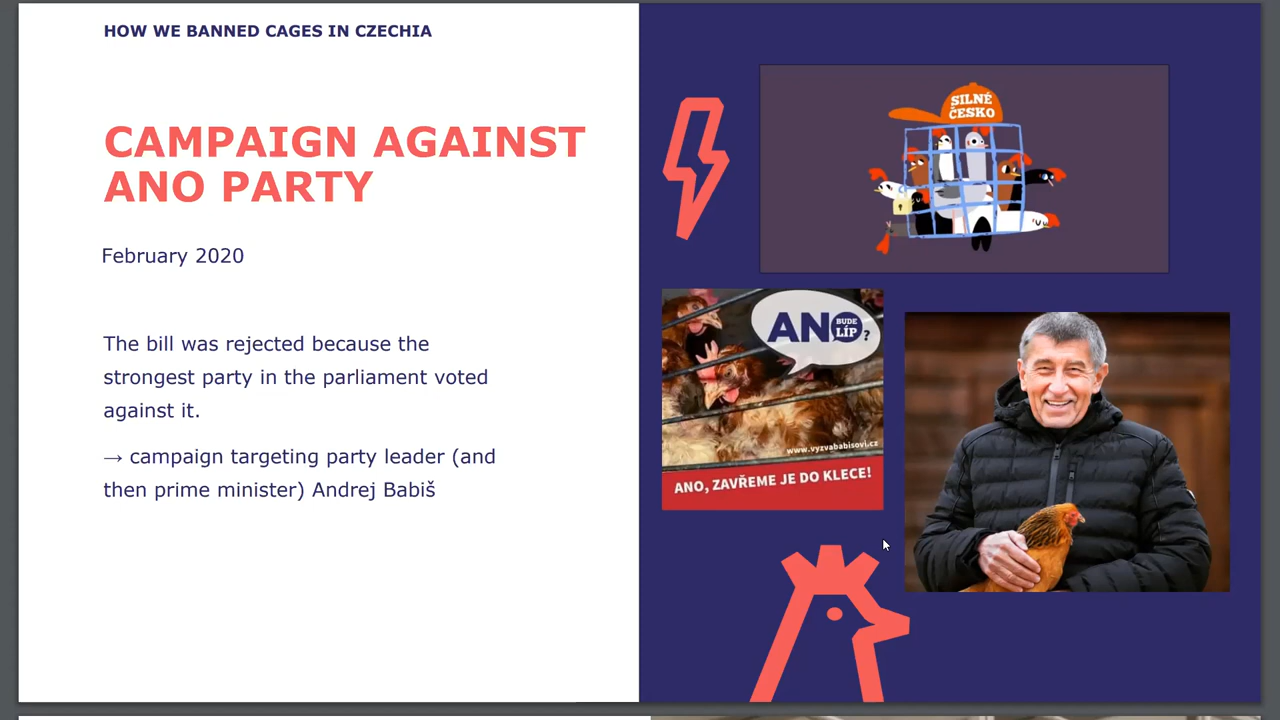 HOW WE BANNED CAGES IN CZECHIA
CAMPAIGN AGAINST
ANO PARTY
February 2020
The bill was rejected because the
strongest party in the parliament voted
against it.
→ campaign targeting party leader (and
then prime minister) Andrej Babiš
SILNÉ
ČESKO
ANO
BUDE
LÍP
?
www.vyzvababisovi.cz
ANO, ZAVŘEME JE DO KLECE!